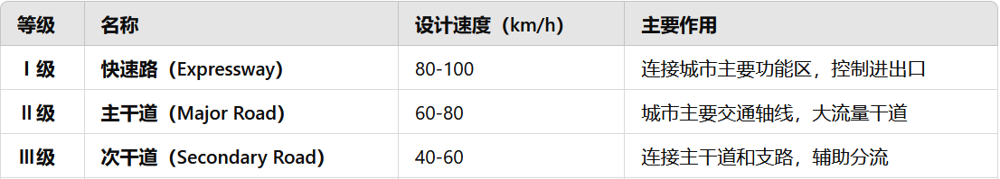 等级 名称 设计速度（km/h） 主要作用
Ⅰ级 快速路（Expressway） 80-100 连接城市主要功能区，控制进出口
Ⅱ级 主干道（Major Road） 60-80 城市主要交通轴线，大流量干道
Ⅲ级 次干道（Secondary Road） 40-60 连接主干道和支路，辅助分流